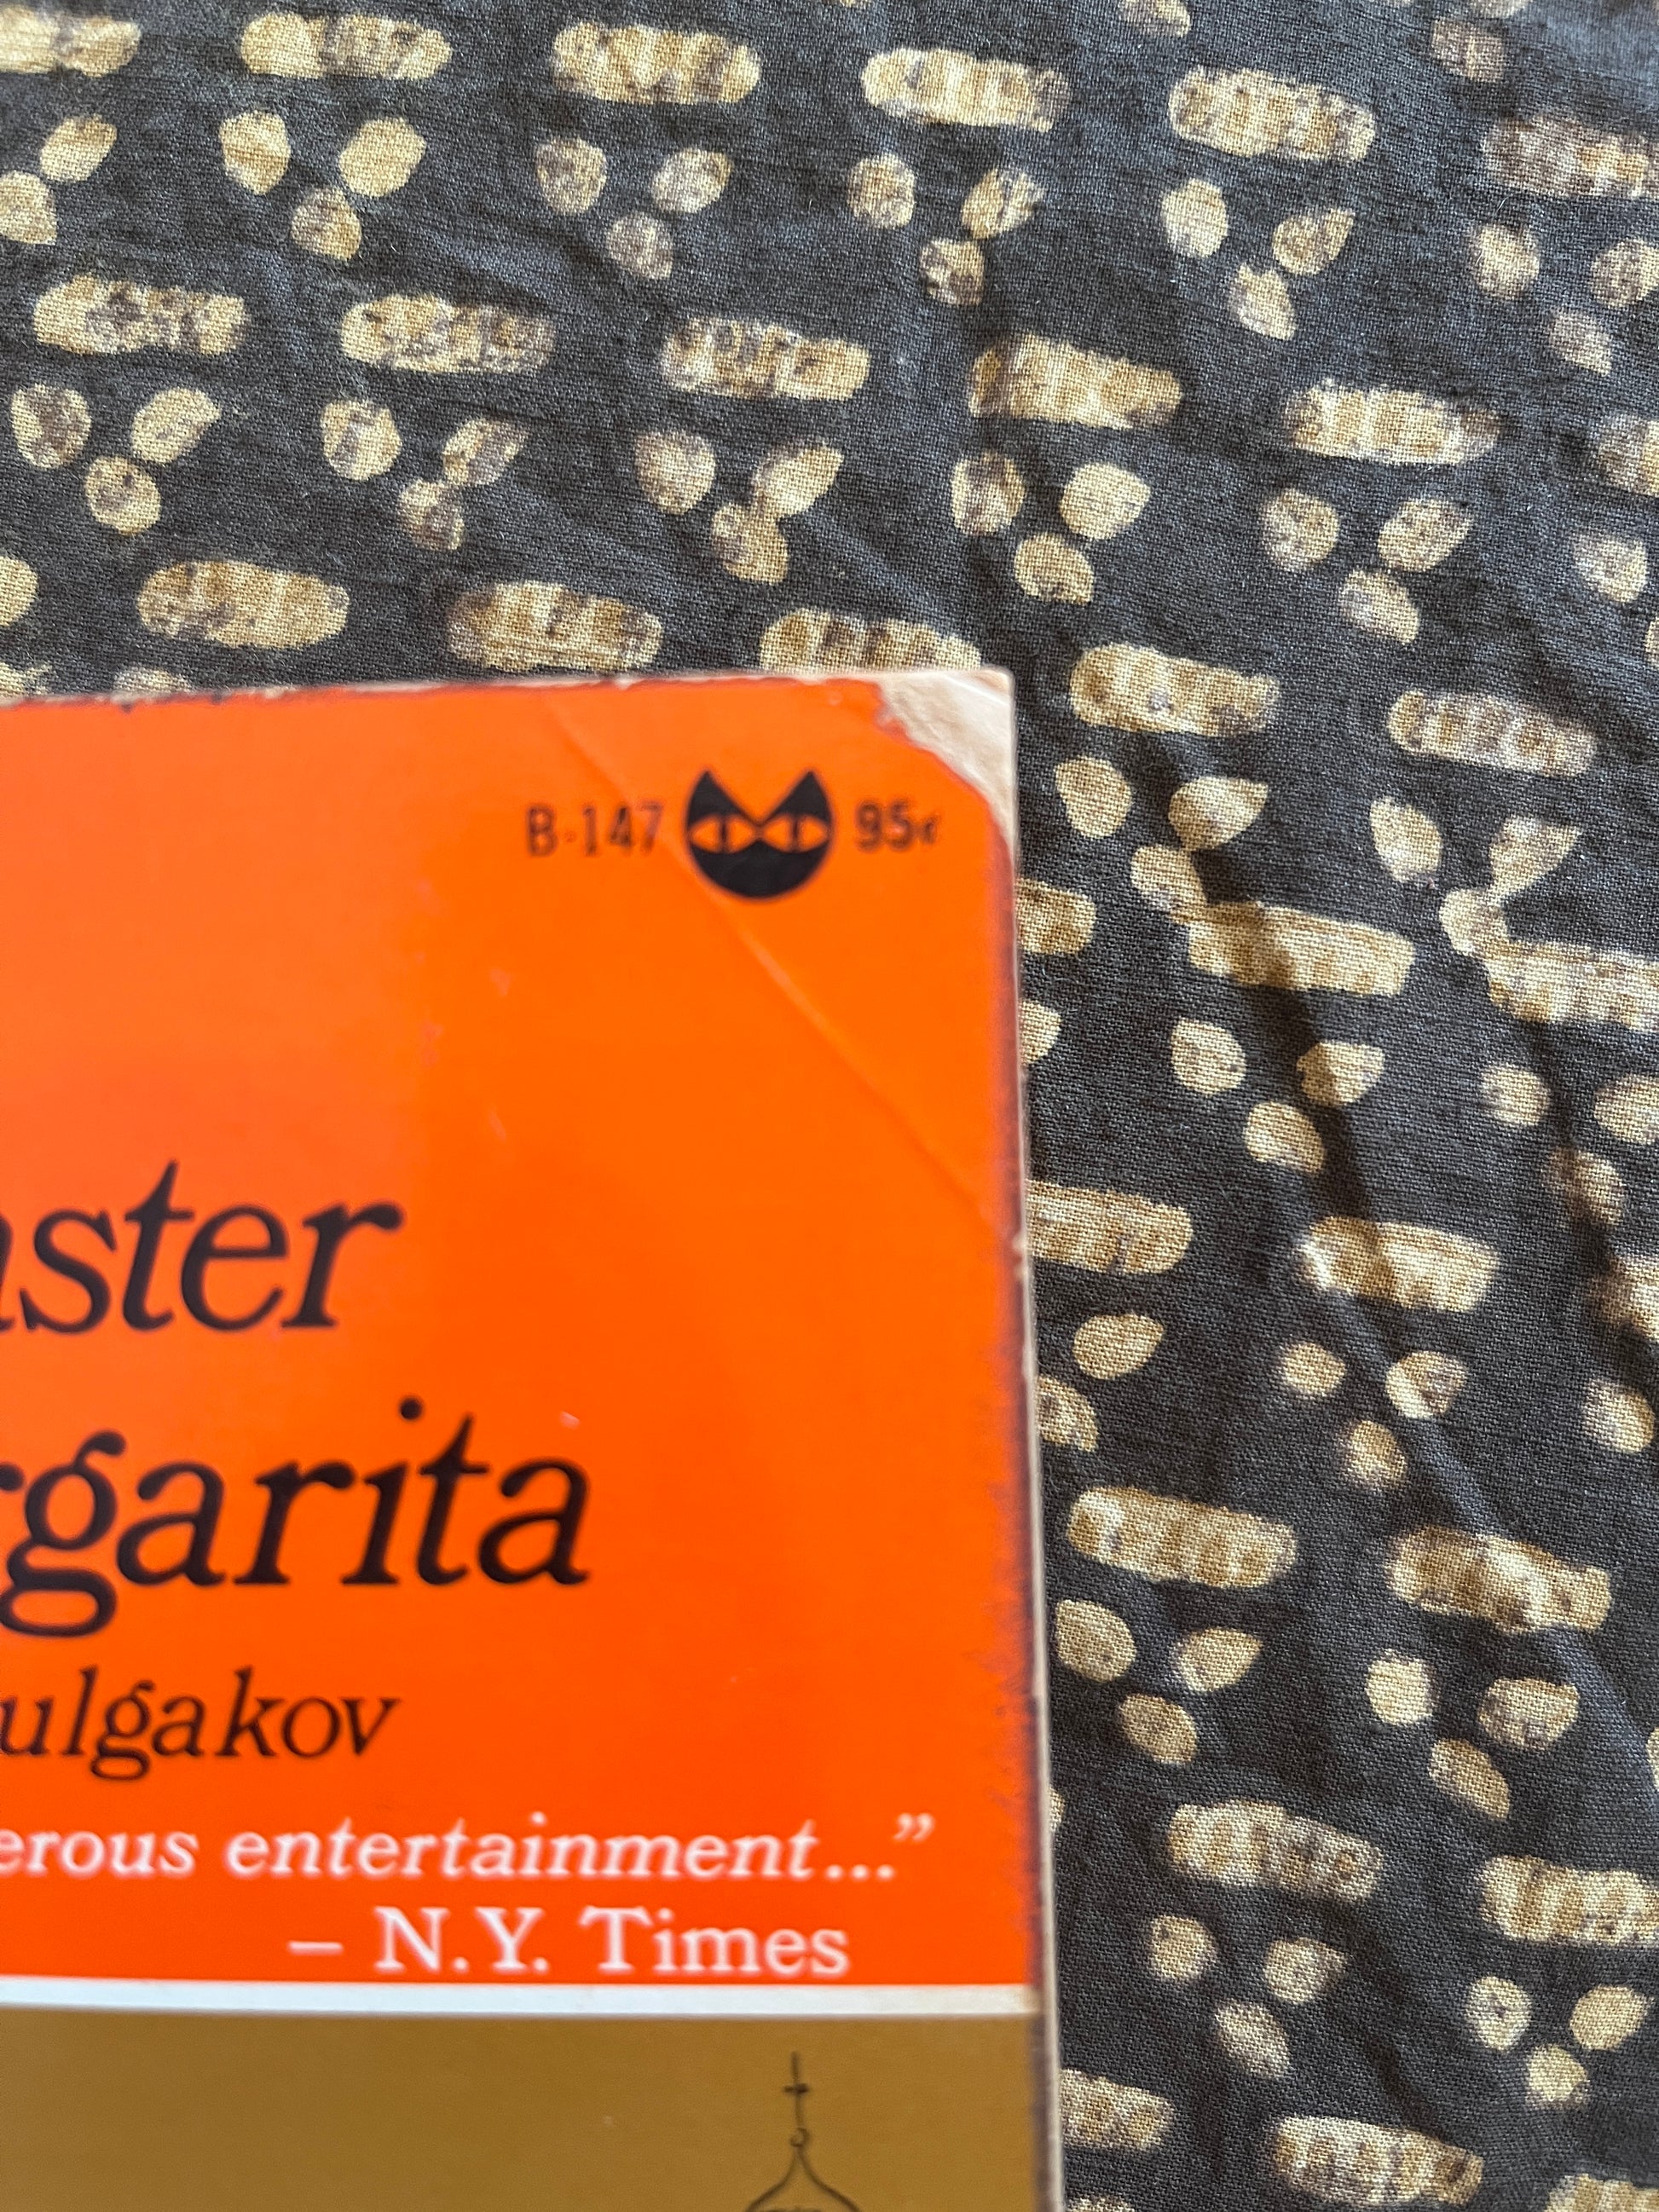 B-147 95¢
aster
rgarita
ulgakov
erous entertainment..."
– N.Y. Times